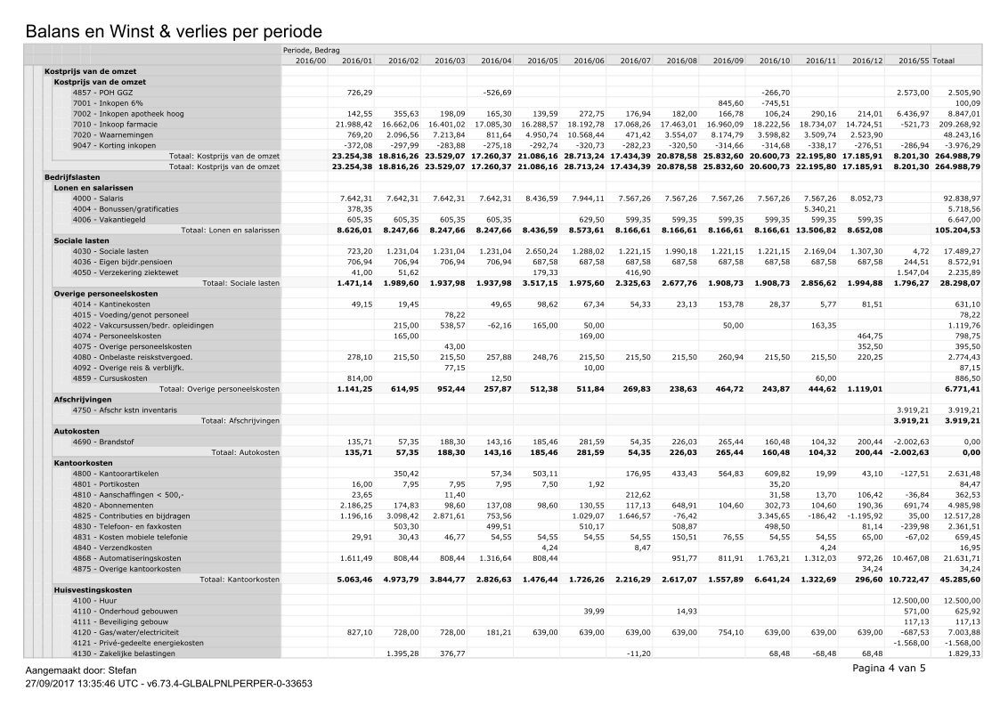 Balans en Winst & verlies per periode
Periode, Bedrag
2016/00 2016/01 2016/02 2016/03 2016/04 2016/05 2016/06 2016/07 2016/08 2016/09 2016/10 2016/11 2016/12 2016/55 Totaal
Kostprijs van de omzet
Kostprijs van de omzet
4857 - POH GGZ 726,29 -526,69 -266,70 2.573,00 2.505,90
7001 - Inkopen 6% 845,60 -745,51 100,09
7002 - Inkopen apotheek hoog 142,55 355,63 198,09 165,30 139,59 272,75 176,94 182,00 166,78 106,24 290,16 214,01 6.436,97 8.847,01
7010 - Inkoop farmacie 21.988,42 16.662,06 16.401,02 17.085,30 16.288,57 18.192,78 17.068,26 17.463,01 16.960,09 18.222,56 18.734,07 14.724,51 -521,73 209.268,92
7020 - Waarnemingen 769,20 2.096,56 7.213,84 811,64 4.950,74 10.568,44 471,42 3.554,07 8.174,79 3.598,82 3.509,74 2.523,90 48.243,16
9047 - Korting inkopen -372,08 -297,99 -283,88 -275,18 -292,74 -320,73 -282,23 -320,50 -314,66 -314,68 -338,17 -276,51 -286,94 -3.976,29
Totaal: Kostprijs van de omzet 23.254,38 18.816,26 23.529,07 17.260,37 21.086,16 28.713,24 17.434,39 20.878,58 25.832,60 20.600,73 22.195,80 17.185,91 8.201,30 264.988,79
Totaal: Kostprijs van de omzet 23.254,38 18.816,26 23.529,07 17.260,37 21.086,16 28.713,24 17.434,39 20.878,58 25.832,60 20.600,73 22.195,80 17.185,91 8.201,30 264.988,79
Bedrijfslasten
Lonen en salarissen
4000 - Salaris 7.642,31 7.642,31 7.642,31 7.642,31 8.436,59 7.944,11 7.567,26 7.567,26 7.567,26 7.567,26 7.567,26 8.052,73 92.838,97
4004 - Bonussen/gratificaties 378,35 5.340,21 5.718,56
4006 - Vakantiegeld 605,35 605,35 605,35 605,35 629,50 599,35 599,35 599,35 599,35 599,35 599,35 6.647,00
Totaal: Lonen en salarissen 8.626,01 8.247,66 8.247,66 8.247,66 8.436,59 8.573,61 8.166,61 8.166,61 8.166,61 8.166,61 13.506,82 8.652,08 105.204,53
Sociale lasten
4030 - Sociale lasten 723,20 1.231,04 1.231,04 1.231,04 2.650,24 1.288,02 1.221,15 1.990,18 1.221,15 1.221,15 2.169,04 1.307,30 4,72 17.489,27
4036 - Eigen bijdr.pensioen 706,94 706,94 706,94 706,94 687,58 687,58 687,58 687,58 687,58 687,58 687,58 687,58 244,51 8.572,91
4050 - Verzekering ziektewet 41,00 51,62 179,33 416,90 1.547,04 2.235,89
Totaal: Sociale lasten 1.471,14 1.989,60 1.937,98 1.937,98 3.517,15 1.975,60 2.325,63 2.677,76 1.908,73 1.908,73 2.856,62 1.994,88 1.796,27 28.298,07
Overige personeelskosten
4014 - Kantinekosten 49,15 19,45 49,65 98,62 67,34 54,33 23,13 153,78 28,37 5,77 81,51 631,10
4015 - Voeding/genot personeel 78,22 78,22
4022 - Vakcursussen/bedr. opleidingen 215,00 538,57 -62,16 165,00 50,00 50,00 163,35 1.119,76
4074 - Personeelskosten 165,00 169,00 464,75 798,75
4075 - Overige personeelskosten 43,00 352,50 395,50
4080 - Onbelaste reiskstvergoed. 278,10 215,50 215,50 257,88 248,76 215,50 215,50 215,50 260,94 215,50 215,50 220,25 2.774,43
4092 - Overige reis & verblijfk. 77,15 10,00 87,15
4859 - Cursuskosten 814,00 12,50 60,00 886,50
Totaal: Overige personeelskosten 1.141,25 614,95 952,44 257,87 512,38 511,84 269,83 238,63 464,72 243,87 444,62 1.119,01 6.771,41
Afschrijvingen
4750 - Afschr kstn inventaris 3.919,21 3.919,21
Totaal: Afschrijvingen 3.919,21 3.919,21
Autokosten
4690 - Brandstof 135,71 57,35 188,30 143,16 185,46 281,59 54,35 226,03 265,44 160,48 104,32 200,44 -2.002,63 0,00
Totaal: Autokosten 135,71 57,35 188,30 143,16 185,46 281,59 54,35 226,03 265,44 160,48 104,32 200,44 -2.002,63 0,00
Kantoorkosten
4800 - Kantoorartikelen 350,42 57,34 503,11 176,95 433,43 564,83 609,82 19,99 43,10 -127,51 2.631,48
4801 - Portikosten 16,00 7,95 7,95 7,95 7,50 1,92 35,20 84,47
4810 - Aanschaffingen < 500,- 23,65 11,40 212,62 31,58 13,70 106,42 -36,84 362,53
4820 - Abonnementen 2.186,25 174,83 98,60 137,08 98,60 130,55 117,13 648,91 104,60 302,73 104,60 190,36 691,74 4.985,98
4825 - Contributies en bijdragen 1.196,16 3.098,42 2.871,61 753,56 1.029,07 1.646,57 -76,42 3.345,65 -186,42 -1.195,92 35,00 12.517,28
4830 - Telefoon- en faxkosten 503,30 499,51 510,17 508,87 498,50 81,14 -239,98 2.361,51
4831 - Kosten mobiele telefonie 29,91 30,43 46,77 54,55 54,55 54,55 54,55 150,51 76,55 54,55 54,55 65,00 -67,02 659,45
4840 - Verzendkosten 4,24 8,47 4,24 16,95
4868 - Automatiseringskosten 1.611,49 808,44 808,44 1.316,64 808,44 951,77 811,91 1.763,21 1.312,03 972,26 10.467,08 21.631,71
4875 - Overige kantoorkosten 34,24 34,24
Totaal: Kantoorkosten 5.063,46 4.973,79 3.844,77 2.826,63 1.476,44 1.726,26 2.216,29 2.617,07 1.557,89 6.641,24 1.322,69 296,60 10.722,47 45.285,60
Huisvestingskosten
4100 - Huur 12.500,00 12.500,00
4110 - Onderhoud gebouwen 39,99 14,93 571,00 625,92
4111 - Beveiliging gebouw 117,13 117,13
4120 - Gas/water/electriciteit 827,10 728,00 728,00 181,21 639,00 639,00 639,00 639,00 754,10 639,00 639,00 639,00 -687,53 7.003,88
4121 - Privé-gedeelte energiekosten -1.568,00 -1.568,00
4130 - Zakelijke belastingen 1.395,28 376,77 -11,20 68,48 -68,48 68,48 1.829,33
Aangemaakt door: Stefan
Pagina 4 van 5
27/09/2017 13:35:46 UTC - v6.73.4-GLBALPNLPERPER-0-33653